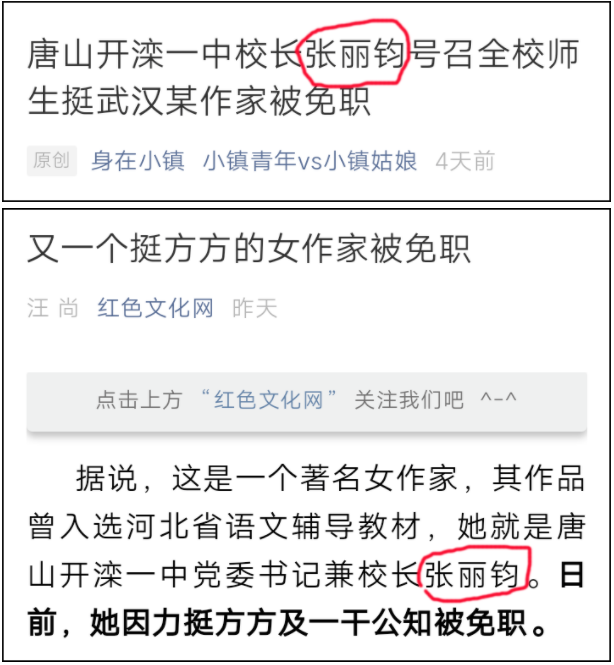 唐山开滦一中校长张丽钧号召全校师
生挺武汉某作家被免职
原创 身在小镇 小镇青年vs小镇姑娘 4天前
又一个挺方方的女作家被免职
汪 尚 红色文化网 昨天
点击上方 “红色文化网” 关注我们吧 ^-^
据说，这是一个著名女作家，其作品
曾入选河北省语文辅导教材，她就是唐
山开滦一中党委书记兼校长张丽钧。日
前，她因力挺方方及一干公知被免职。